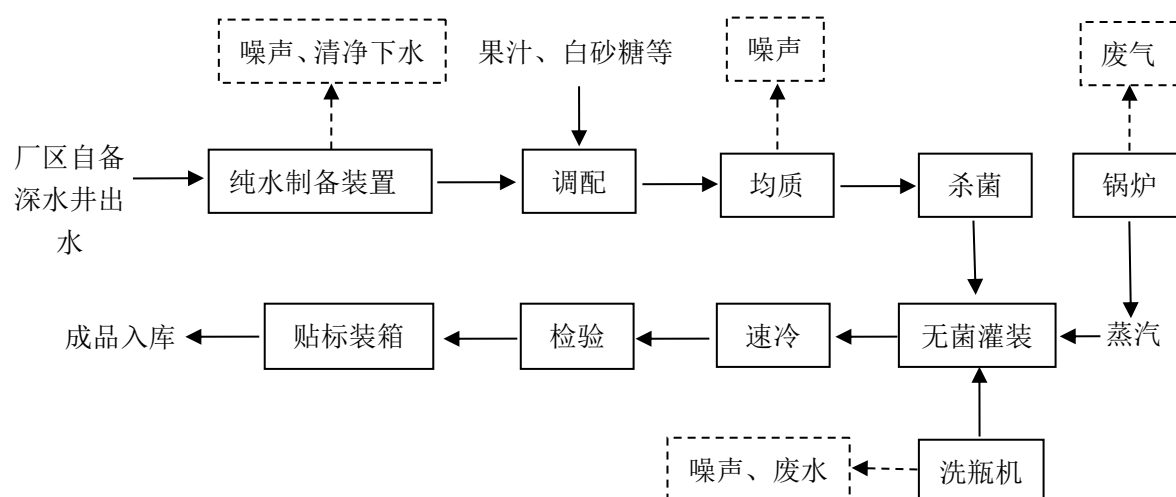 噪声、清净下水
果汁、白砂糖等
噪声
废气
厂区自备
深水井出
水
纯水制备装置
调配
均质
杀菌
锅炉
成品入库
贴标装箱
检验
速冷
无菌灌装
蒸汽
噪声、废水
洗瓶机